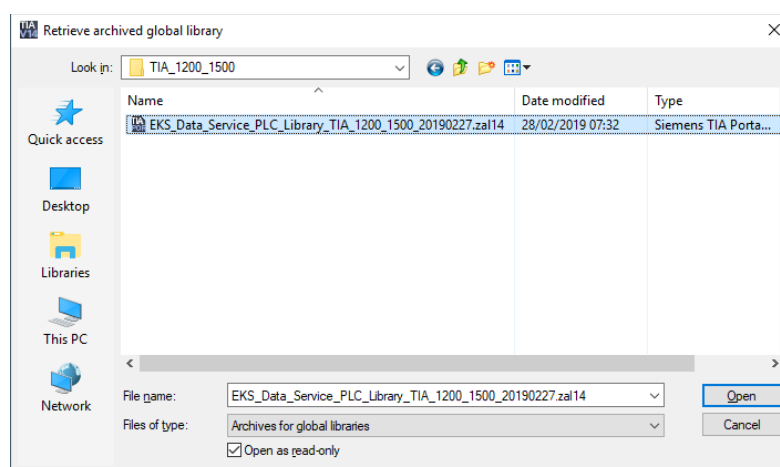 TIA V14 Retrieve archived global library
Look in: TIA_1200_1500
Name Date modified Type
EKS_Data_Service_PLC_Library_TIA_1200_1500_20190227.zal14 28/02/2019 07:32 Siemens TIA Porta...
Quick access
Desktop
Libraries
This PC
Network
File name: EKS_Data_Service_PLC_Library_TIA_1200_1500_20190227.zal14 Open
Files of type: Archives for global libraries Cancel
Open as read-only